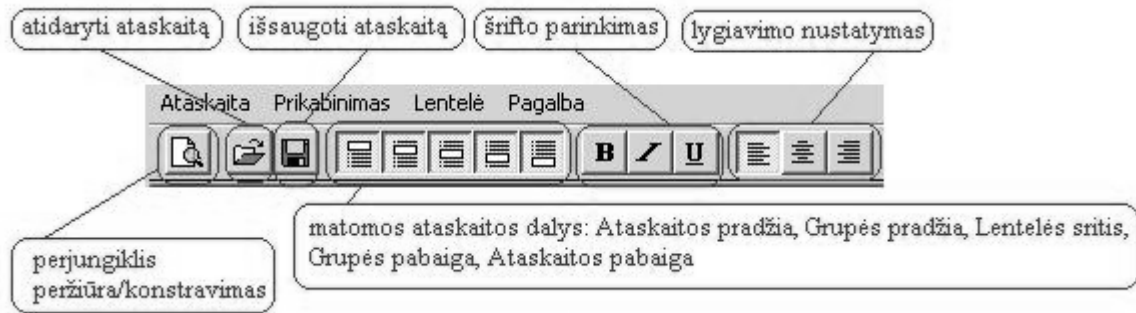 atidaryti ataskaitą
išsaugoti ataskaitą
šrifto parinkimas
lygiavimo nustatymas
Ataskaita Prikabinimas Lentelė Pagalba
B I U
matomos ataskaitos dalys: Ataskaitos pradžia, Grupės pradžia, Lentelės sritis,
Grupės pabaiga, Ataskaitos pabaiga
perjungiklis
peržiūra/konstravimas